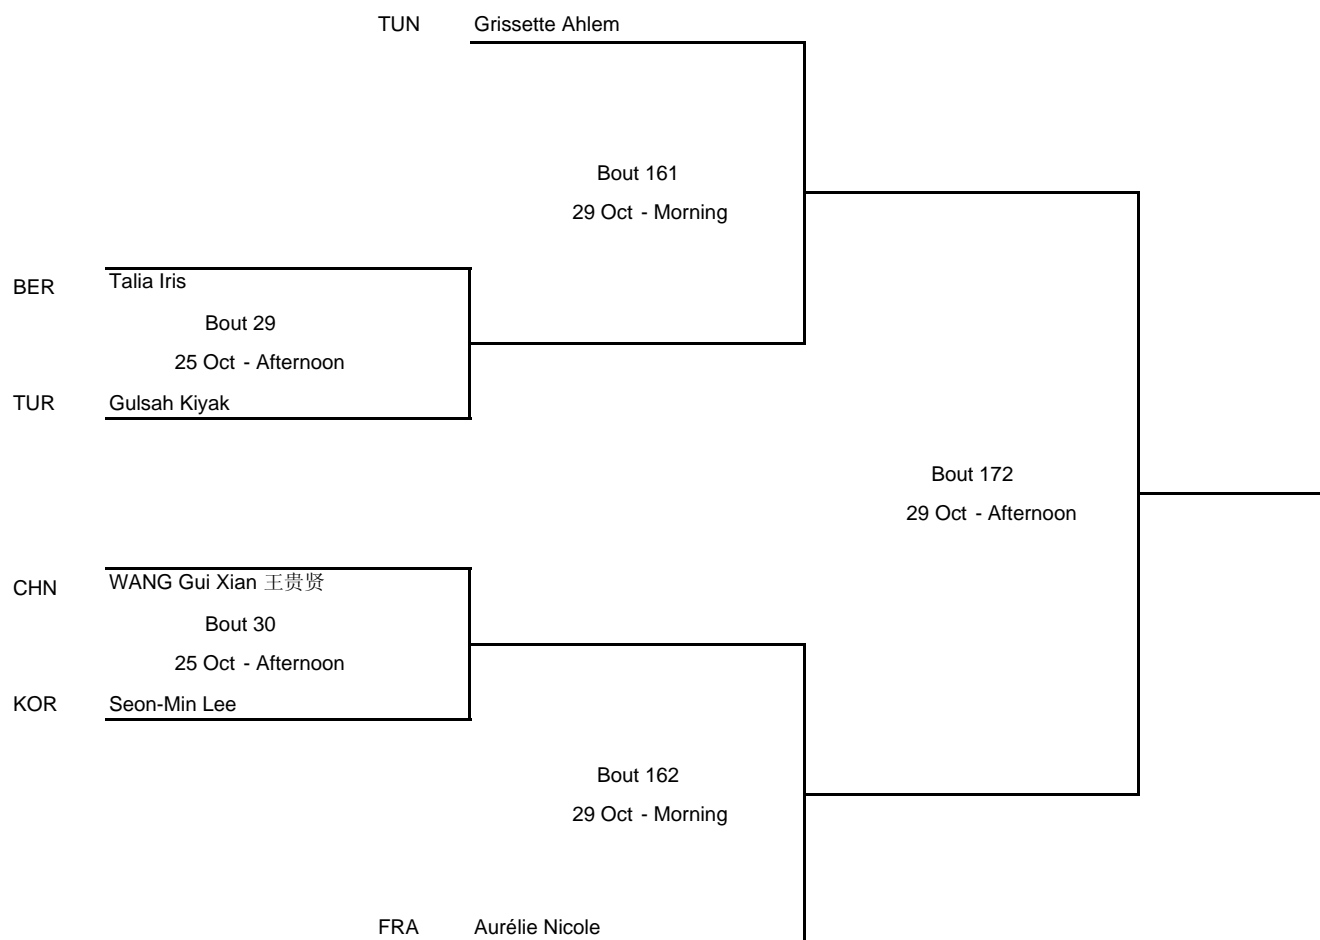 TUN Grissette Ahlem
Bout 161
29 Oct - Morning
BER Talia Iris
Bout 29
25 Oct - Afternoon
TUR Gulsah Kiyak
Bout 172
29 Oct - Afternoon
CHN WANG Gui Xian 王贵贤
Bout 30
25 Oct - Afternoon
KOR Seon-Min Lee
Bout 162
29 Oct - Morning
FRA Aurélie Nicole